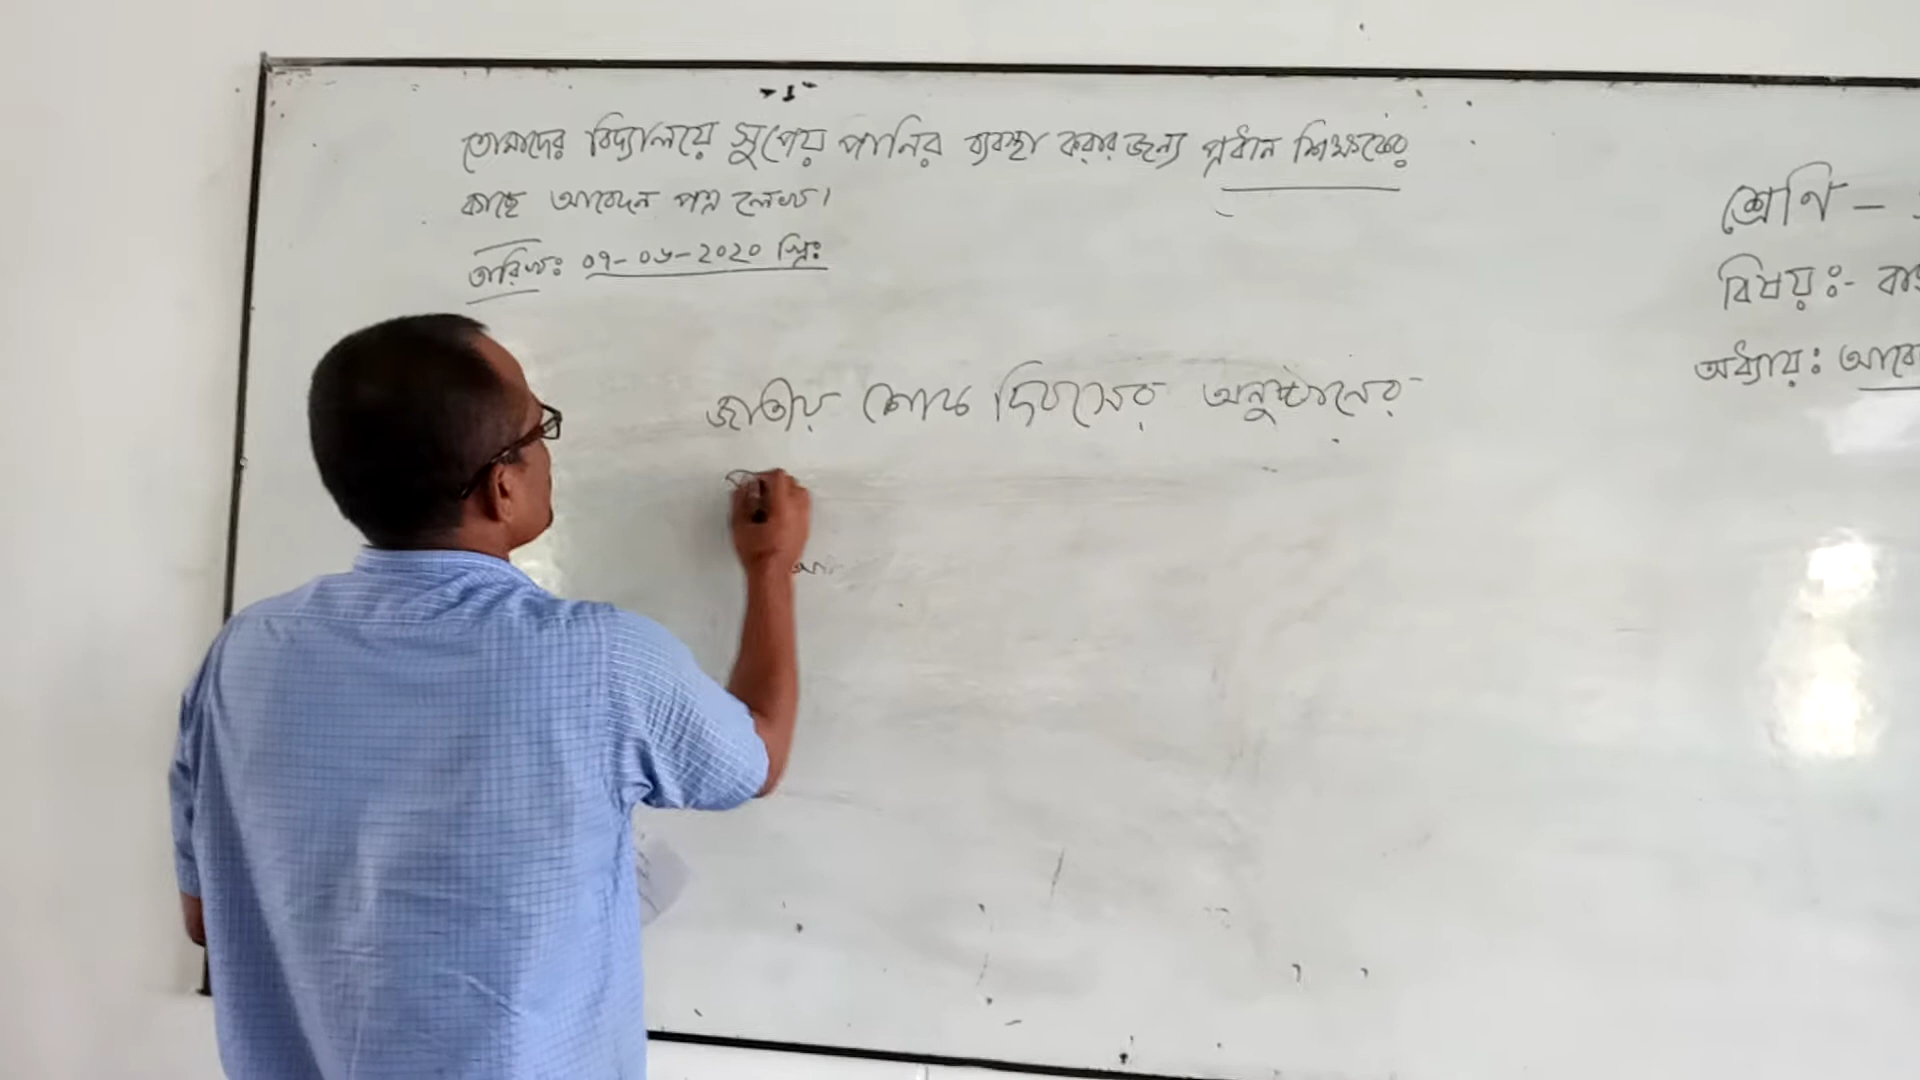 তোমাদের বিদ্যালয়ে সুপেয় পানির ব্যবস্থা করার জন্য প্রধান শিক্ষকের
কাছে আবেদন পত্র লেখ।
তারিখঃ ০৭-০৬-২০২০ খ্রিঃ
জাতীয় শোক দিবসের অনুষ্ঠানের
শ্রেণি –
বিষয়ঃ-
অধ্যায়ঃ